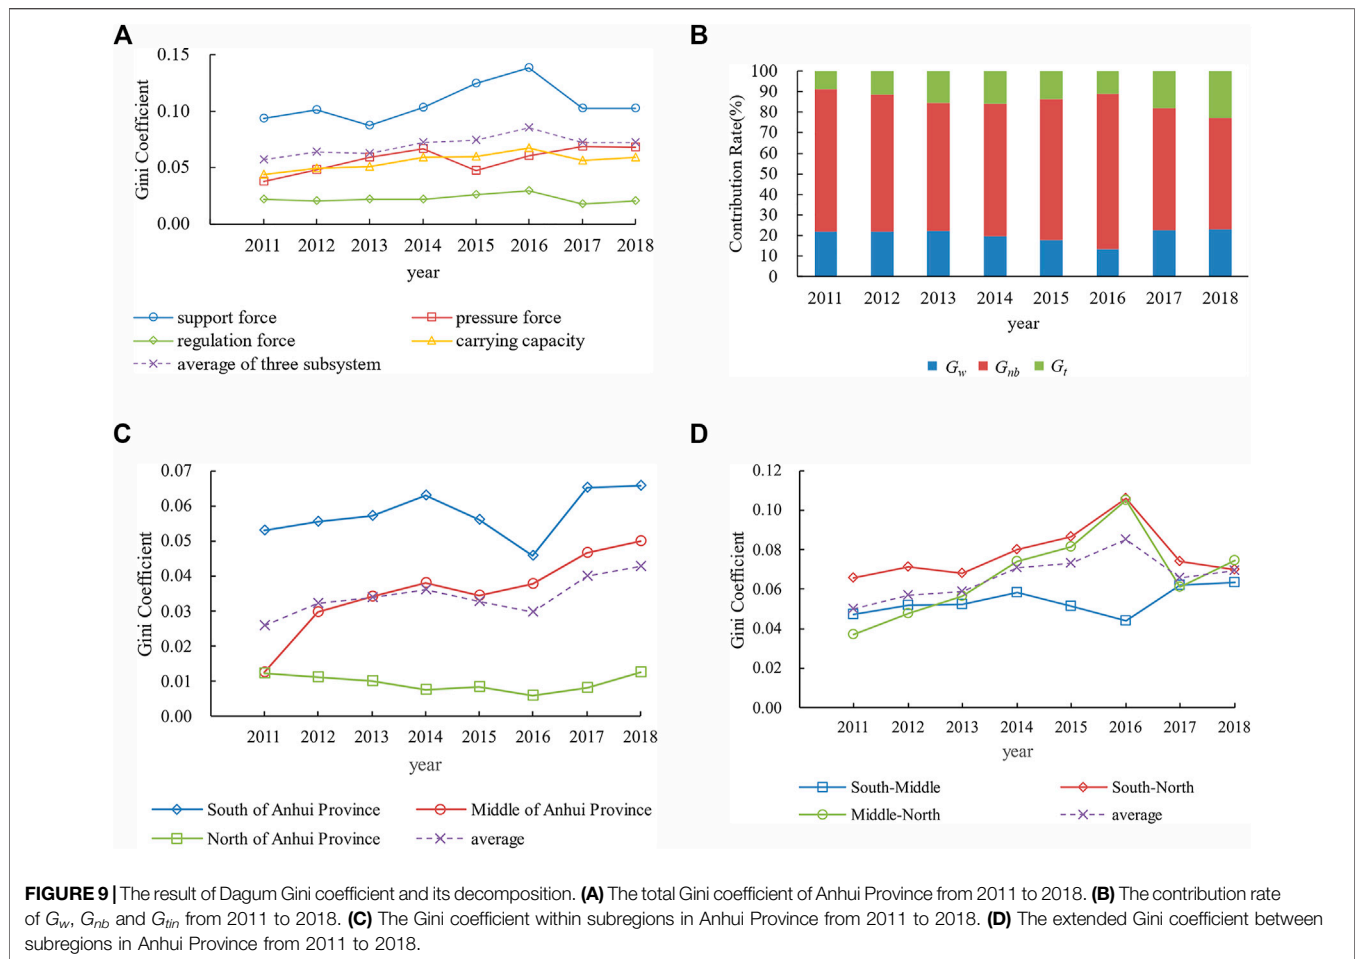 A
0.15
0.10
0.05
0.00
Gini Coefficient
2011 2012 2013 2014 2015 2016 2017 2018
year
support force
pressure force
regulation force
carrying capacity
average of three subsystem
B
100
90
80
70
60
50
40
30
20
10
0
Contribution Rate(%)
2011 2012 2013 2014 2015 2016 2017 2018
year
Gw Gnb Gt
C
0.07
0.06
0.05
0.04
0.03
0.02
0.01
0.00
Gini Coefficient
2011 2012 2013 2014 2015 2016 2017 2018
year
South of Anhui Province
Middle of Anhui Province
North of Anhui Province
average
D
0.12
0.10
0.08
0.06
0.04
0.02
0.00
Gini Coefficient
2011 2012 2013 2014 2015 2016 2017 2018
year
South-Middle
South-North
Middle-North
average
FIGURE 9 | The result of Dagum Gini coefficient and its decomposition. (A) The total Gini coefficient of Anhui Province from 2011 to 2018. (B) The contribution rate
of Gw, Gnb and Gtin from 2011 to 2018. (C) The Gini coefficient within subregions in Anhui Province from 2011 to 2018. (D) The extended Gini coefficient between
subregions in Anhui Province from 2011 to 2018.